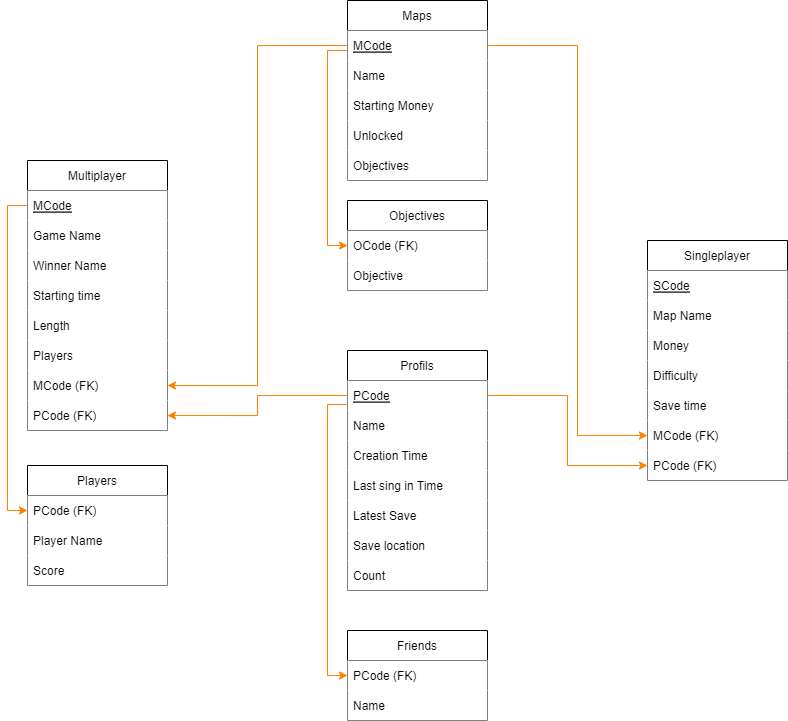 Maps
MCode
Name
Starting Money
Unlocked
Objectives
Multiplayer
MCode
Game Name
Winner Name
Starting time
Length
Players
MCode (FK)
PCode (FK)
Objectives
OCode (FK)
Objective
Singleplayer
SCode
Map Name
Money
Difficulty
Save time
MCode (FK)
PCode (FK)
Profils
PCode
Name
Creation Time
Last sing in Time
Latest Save
Save location
Count
Players
PCode (FK)
Player Name
Score
Friends
PCode (FK)
Name